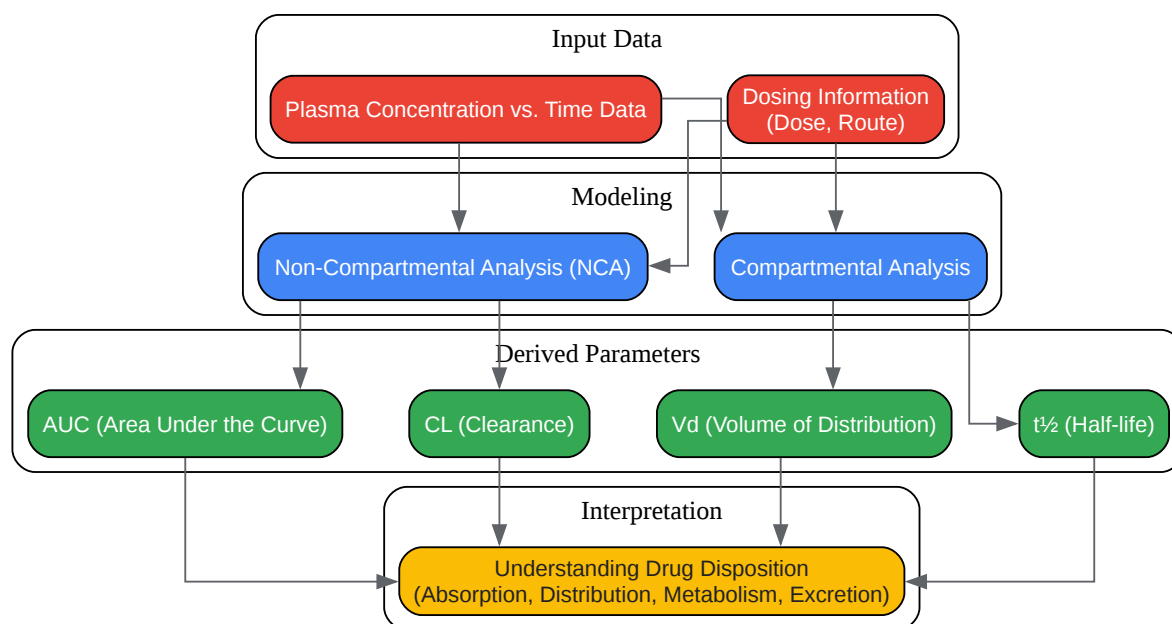 Input Data
Plasma Concentration vs. Time Data
Dosing Information
(Dose, Route)
Modeling
Non-Compartmental Analysis (NCA)
Compartmental Analysis
Derived Parameters
AUC (Area Under the Curve)
CL (Clearance)
Vd (Volume of Distribution)
t½ (Half-life)
Interpretation
Understanding Drug Disposition
(Absorption, Distribution, Metabolism, Excretion)